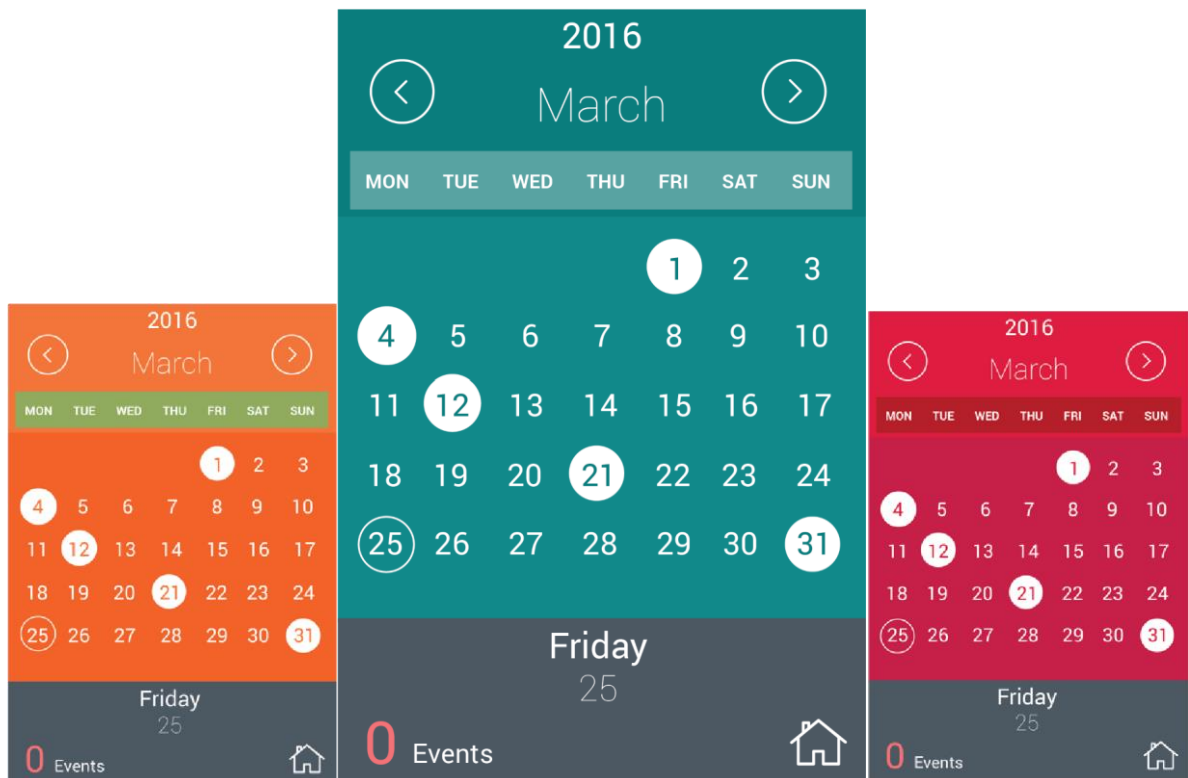 2016
March
MON TUE WED THU FRI SAT SUN
1 2 3
4 5 6 7 8 9 10
11 12 13 14 15 16 17
18 19 20 21 22 23 24
25 26 27 28 29 30 31
Friday
25
0 Events
2016
March
MON TUE WED THU FRI SAT SUN
1 2 3
4 5 6 7 8 9 10
11 12 13 14 15 16 17
18 19 20 21 22 23 24
25 26 27 28 29 30 31
Friday
25
0 Events
2016
March
MON TUE WED THU FRI SAT SUN
1 2 3
4 5 6 7 8 9 10
11 12 13 14 15 16 17
18 19 20 21 22 23 24
25 26 27 28 29 30 31
Friday
25
0 Events